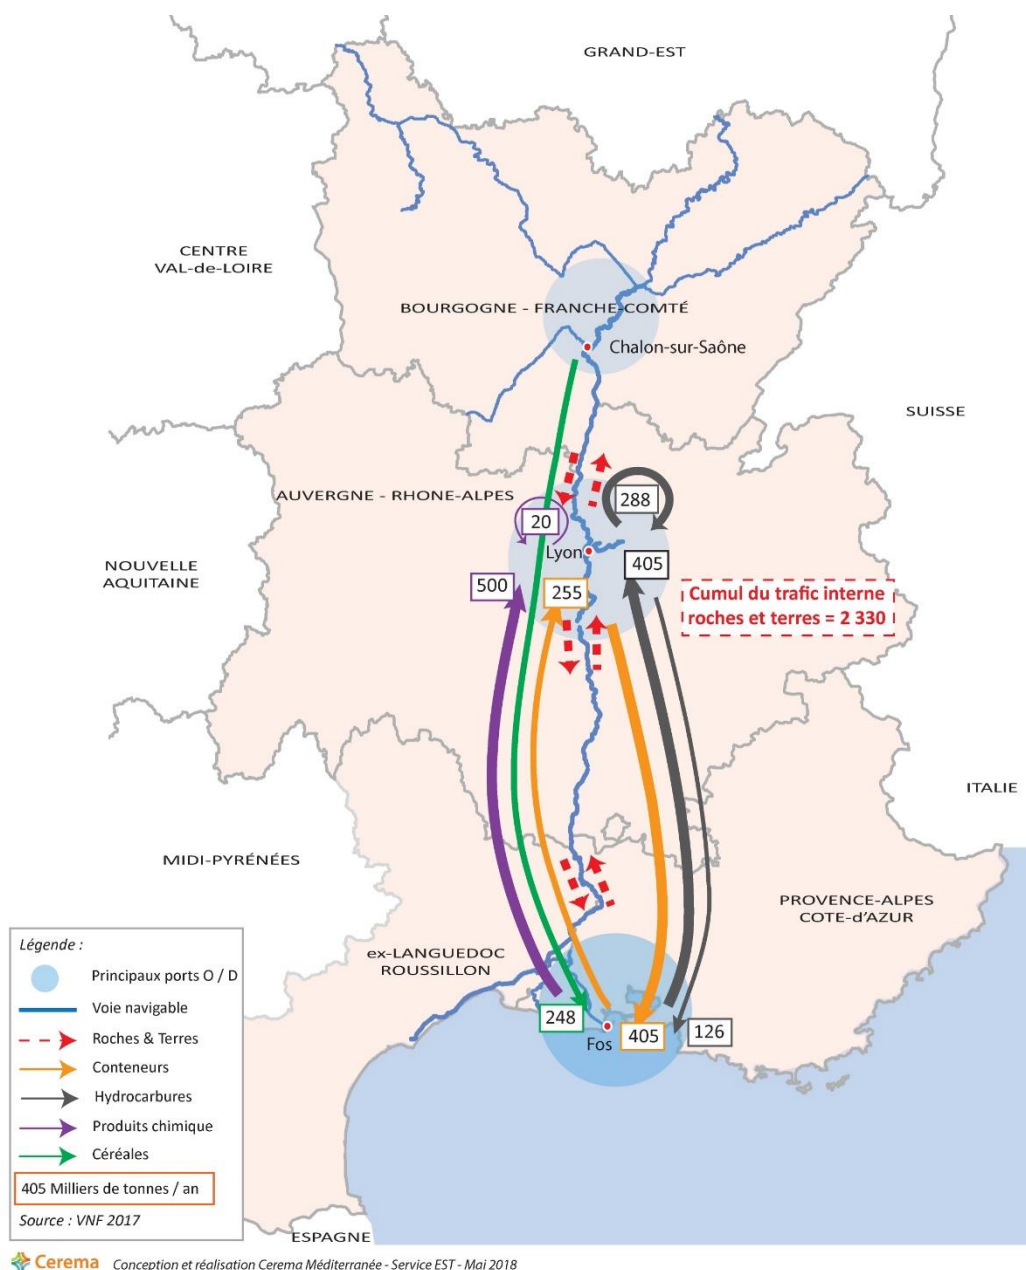 GRAND-EST
CENTRE
VAL-de-LOIRE
BOURGOGNE - FRANCHE-COMTÉ
Chalon-sur-Saône
SUISSE
AUVERGNE - RHONE-ALPES
288
20
Lyon
NOUVELLE
AQUITAINE
500
255
405
Cumul du trafic interne
roches et terres = 2 330
ITALIE
MIDI-PYRÉNÉES
PROVENCE-ALPES
COTE-d'AZUR
ex-LANGUEDOC
ROUSSILLON
248
Fos
405
126
Légende :
Principaux ports O / D
Voie navigable
Roches & Terres
Conteneurs
Hydrocarbures
Produits chimique
Céréales
405 Milliers de tonnes / an
Source : VNF 2017
ESPAGNE
Cerema Conception et réalisation Cerema Méditerranée - Service EST - Mai 2018